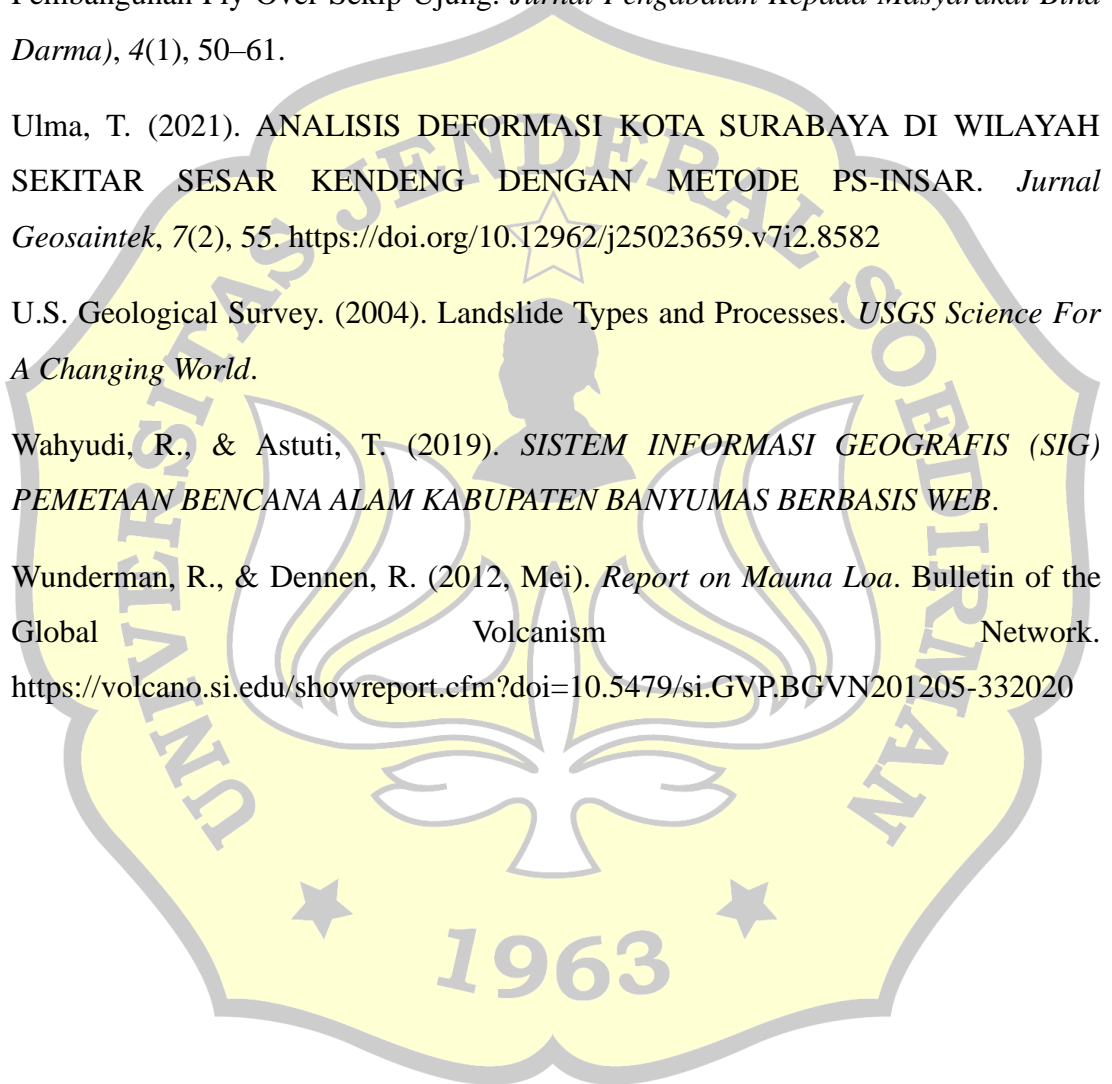 Pembangunan Fly Over Sekip Ujung. Jurnal Pengabdian Kepada Masyarakat Bina
Darma), 4(1), 50–61.
Ulma, T. (2021). ANALISIS DEFORMASI KOTA SURABAYA DI WILAYAH
SEKITAR SESAR KENDENG DENGAN METODE PS-INSAR. Jurnal
Geosaintek, 7(2), 55. https://doi.org/10.12962/j25023659.v7i2.8582
U.S. Geological Survey. (2004). Landslide Types and Processes. USGS Science For
A Changing World.
Wahyudi, R., & Astuti, T. (2019). SISTEM INFORMASI GEOGRAFIS (SIG)
PEMETAAN BENCANA ALAM KABUPATEN BANYUMAS BERBASIS WEB.
Wunderman, R., & Dennen, R. (2012, Mei). Report on Mauna Loa. Bulletin of the
Global Volcanism Network.
https://volcano.si.edu/showreport.cfm?doi=10.5479/si.GVP.BGVN201205-332020
UNIVERSITAS JENDERAL SOEDIRMAN
1963